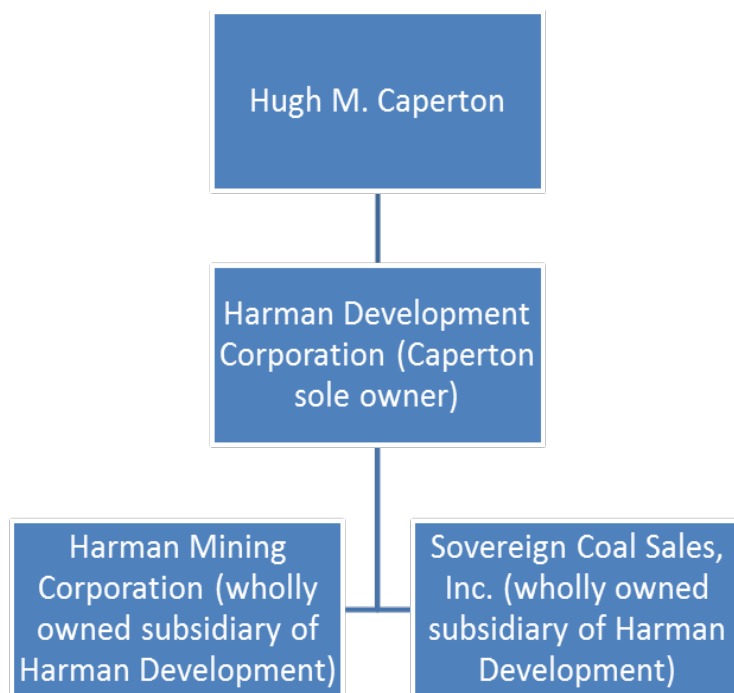 Hugh M. Caperton
Harman Development
Corporation (Caperton
sole owner)
Harman Mining
Corporation (wholly
owned subsidiary of
Harman Development)
Sovereign Coal Sales,
Inc. (wholly owned
subsidiary of Harman
Development)